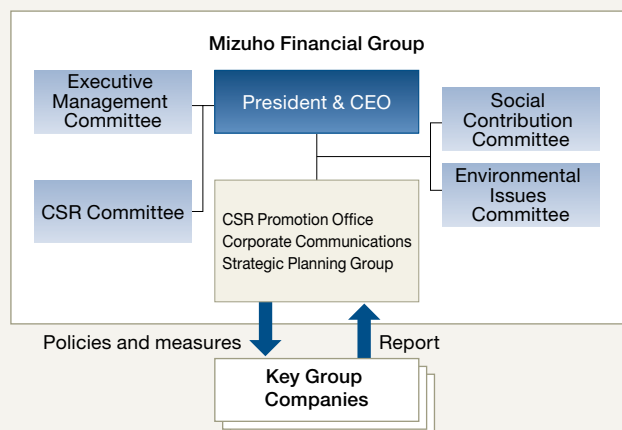 Mizuho Financial Group
Executive
Management
Committee
President & CEO
Social
Contribution
Committee
CSR Committee
Environmental
Issues
Committee
CSR Promotion Office
Corporate Communications
Strategic Planning Group
Policies and measures
Report
Key Group
Companies